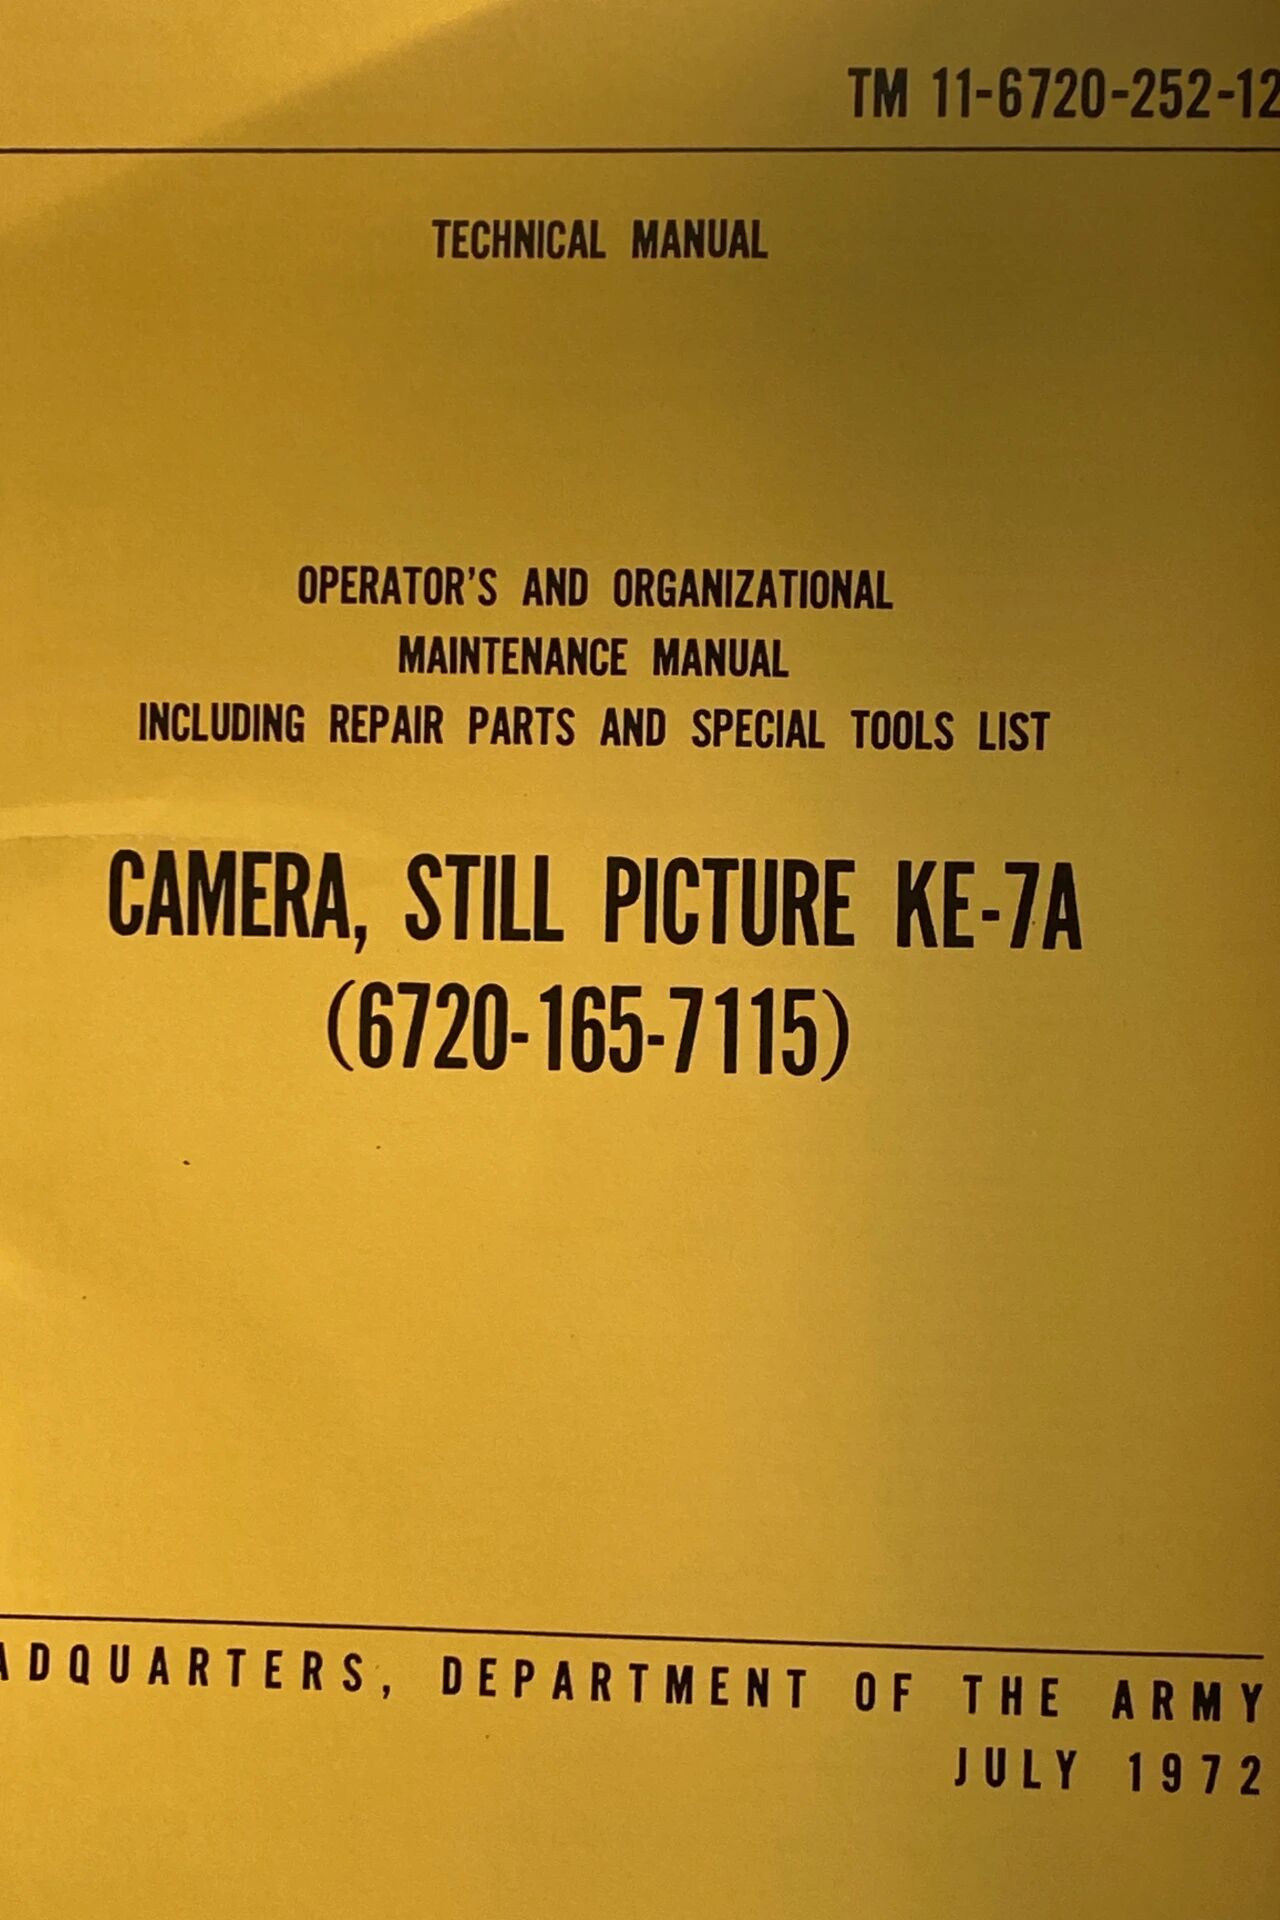 TM 11-6720-252-12
TECHNICAL MANUAL
OPERATOR'S AND ORGANIZATIONAL
MAINTENANCE MANUAL
INCLUDING REPAIR PARTS AND SPECIAL TOOLS LIST
CAMERA, STILL PICTURE KE-7A
(6720-165-7115)
ADQUARTERS, DEPARTMENT OF THE ARMY
JULY 1972